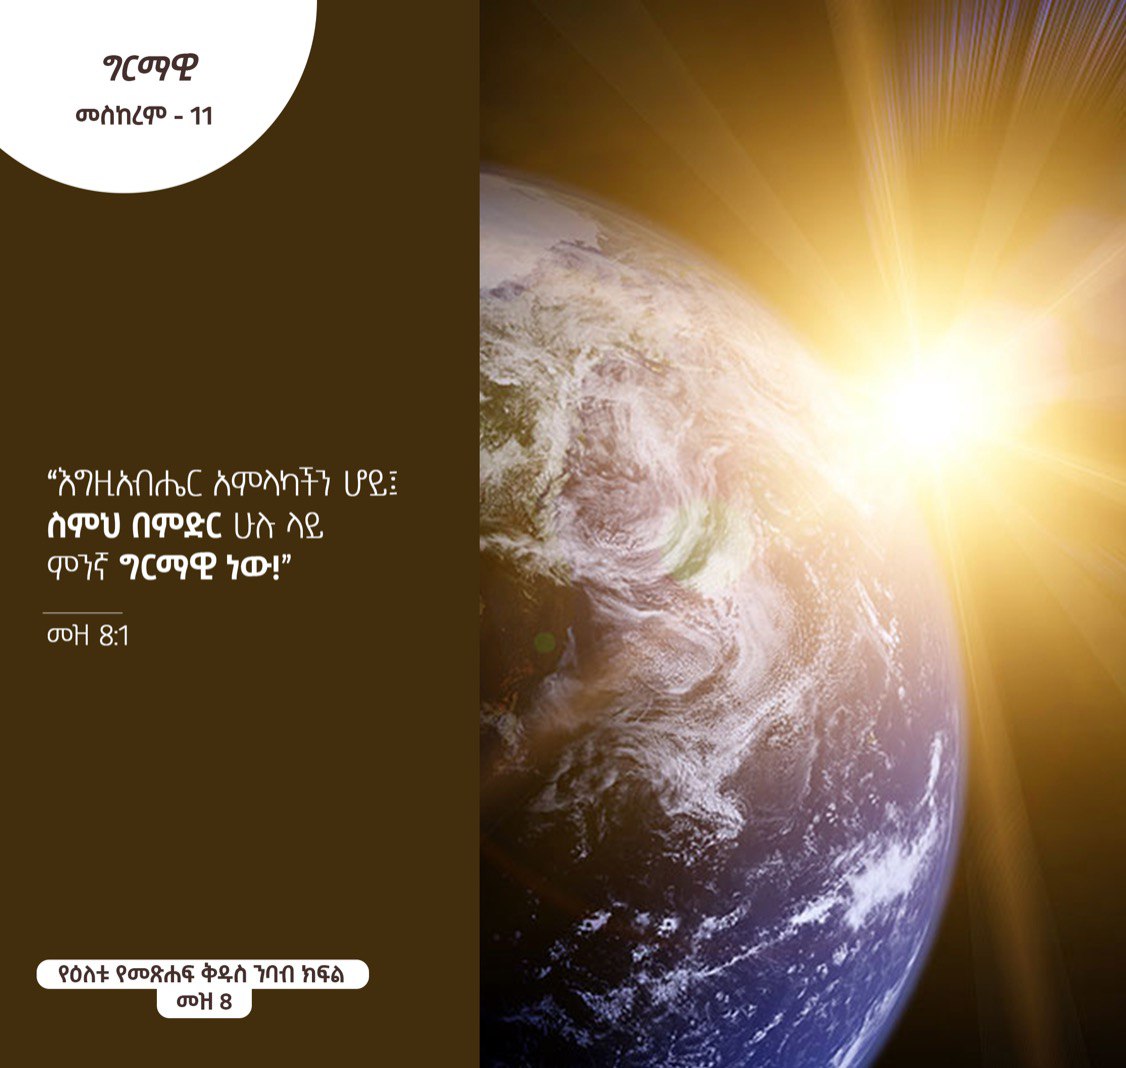 ግርማዊ
መስከረም - 11
“እግዚአብሔር አምላካችን ሆይ፤
ስምህ በምድር ሁሉ ላይ
ምንኛ ግርማዊ ነው!”
መዝ 8:1
የዕለቱ የመጽሐፍ ቅዱስ ንባብ ክፍል
መዝ 8